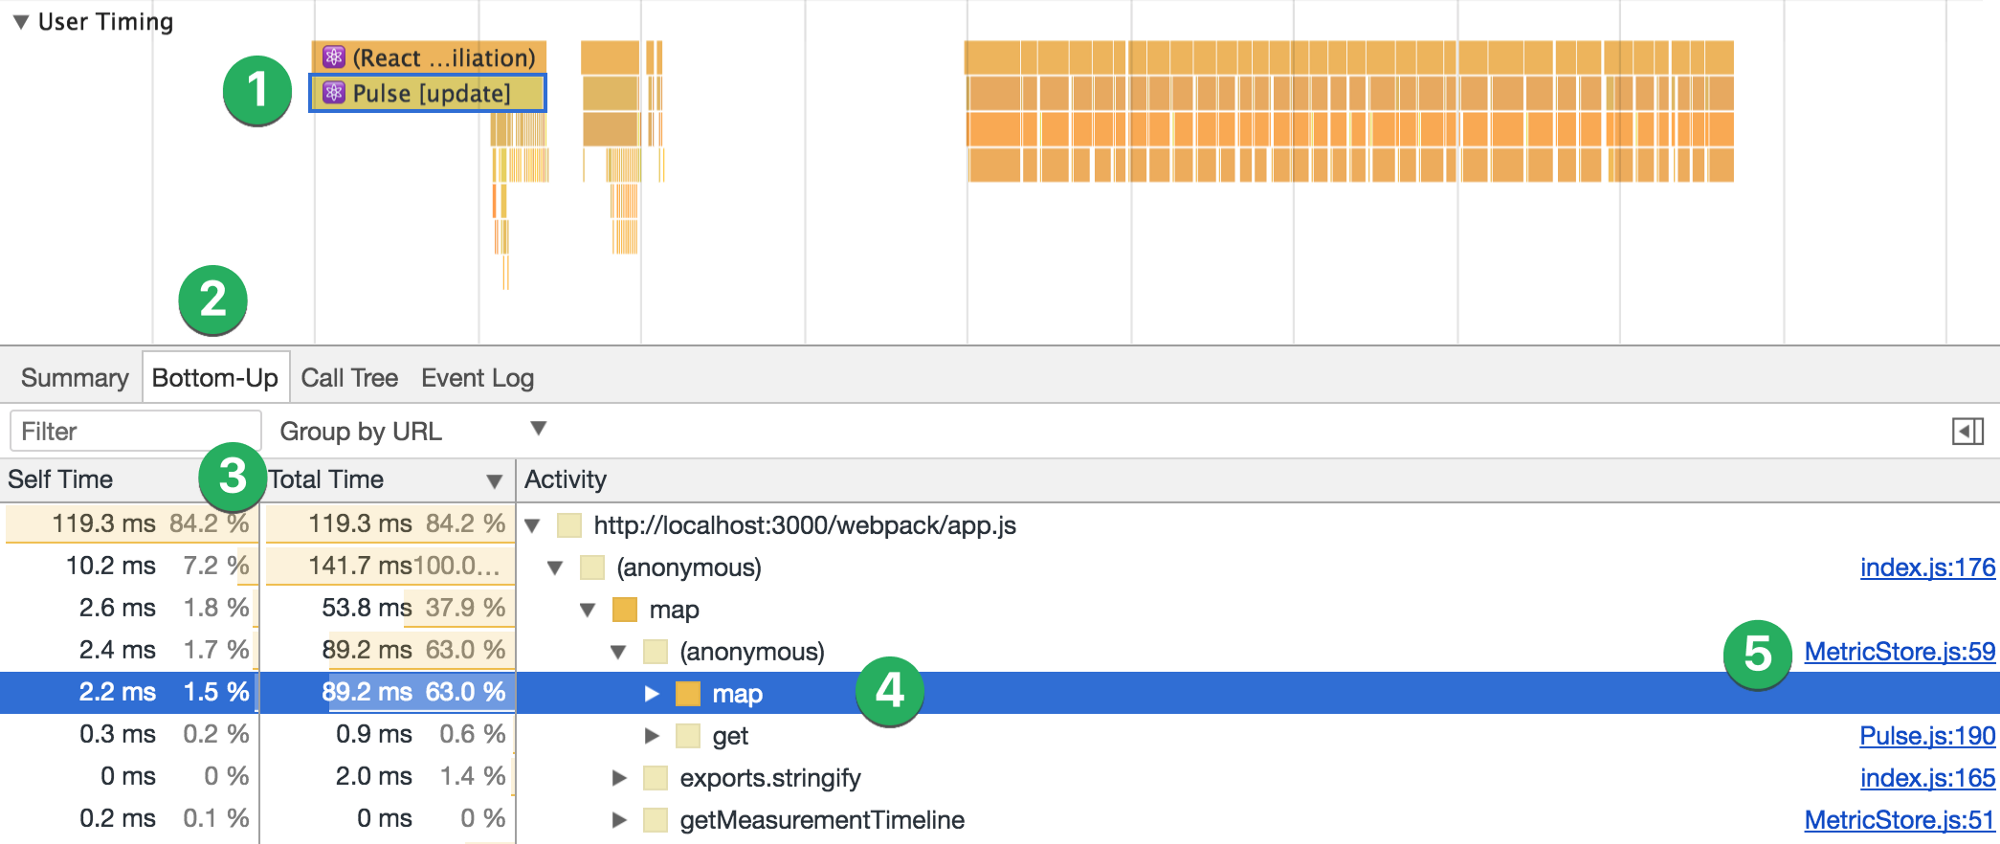 User Timing
(React ...iliation)
1
Pulse [update]
2
Summary Bottom-Up Call Tree Event Log
Filter Group by URL
Self Time 3 Total Time Activity
119.3 ms 84.2 % 119.3 ms 84.2 % http://localhost:3000/webpack/app.js
10.2 ms 7.2 % 141.7 ms 100.0... (anonymous) index.js:176
2.6 ms 1.8 % 53.8 ms 37.9 % map
2.4 ms 1.7 % 89.2 ms 63.0 % (anonymous) 5 MetricStore.js:59
2.2 ms 1.5 % 89.2 ms 63.0 % map 4
0.3 ms 0.2 % 0.9 ms 0.6 % get Pulse.js:190
0 ms 0 % 2.0 ms 1.4 % exports.stringify index.js:165
0.2 ms 0.1 % 0 ms 0 % getMeasurementTimeline MetricStore.js:51